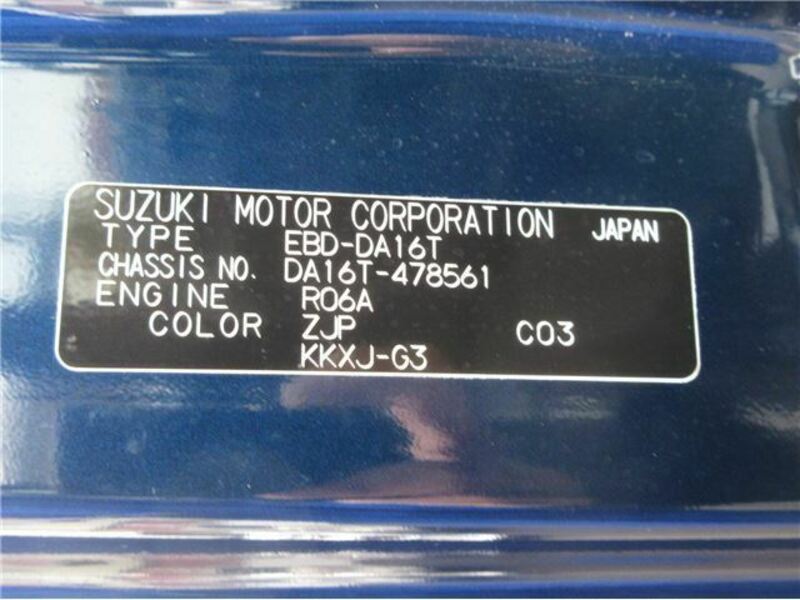 SUZUKI MOTOR CORPORATION JAPAN
TYPE EBD-DA16T
CHASSIS NO. DA16T-478561
ENGINE R06A
COLOR ZJP C03
KKXJ-G3